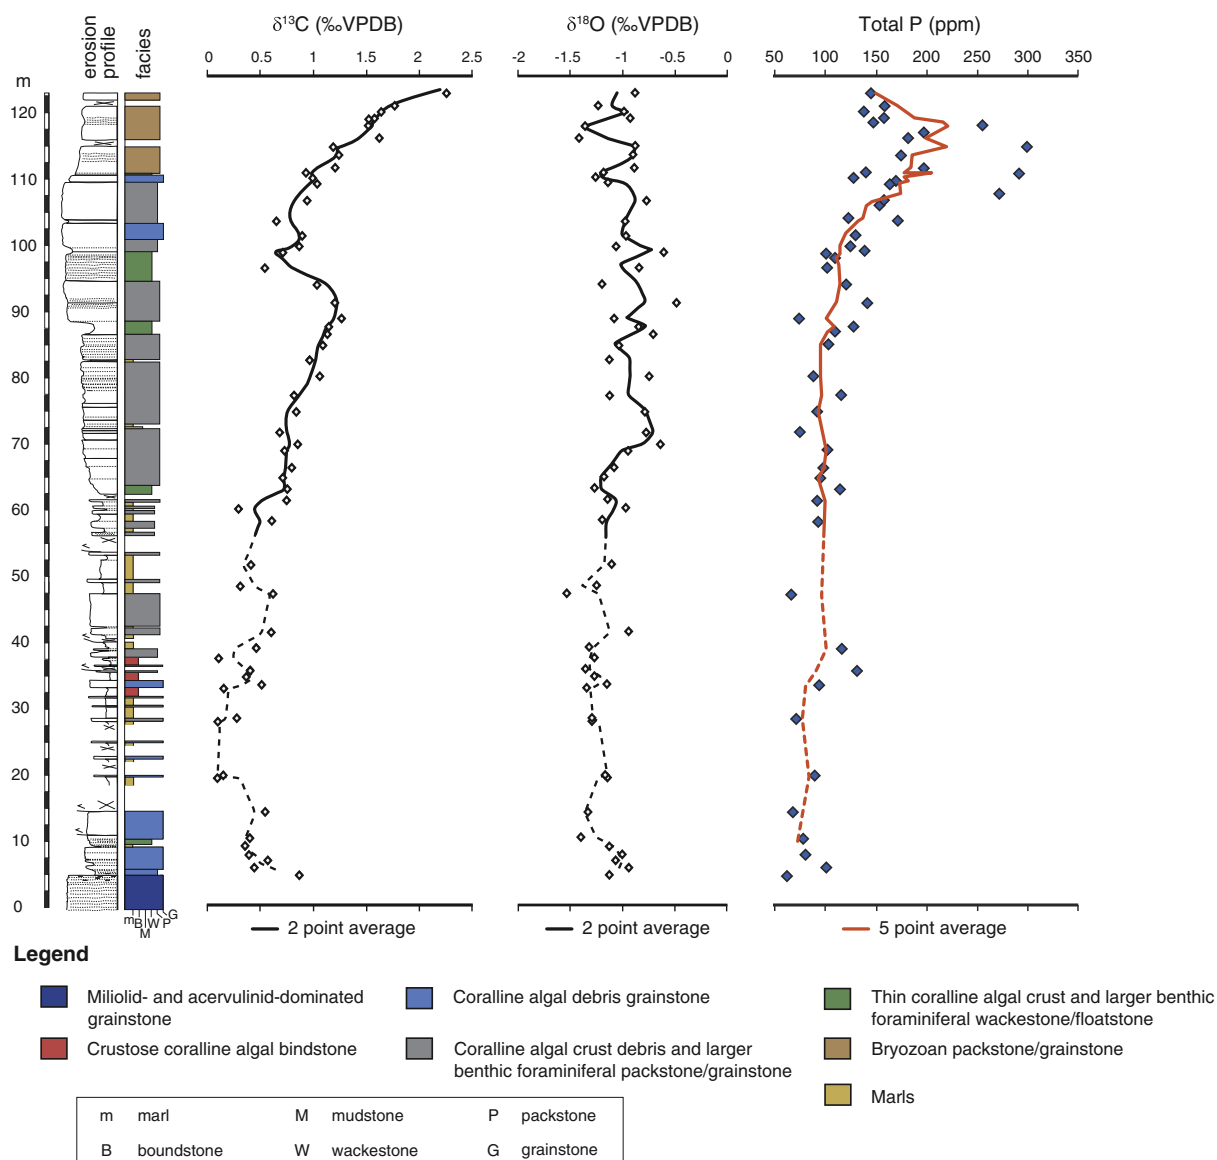 erosion profile
facies
δ¹³C (‰VPDB)
δ¹⁸O (‰VPDB)
Total P (ppm)
m
0 0.5 1 1.5 2 2.5
-2 -1.5 -1 -0.5 0
50 100 150 200 250 300 350
120
110
100
90
80
70
60
50
40
30
20
10
0
m B W P G
M
2 point average
2 point average
5 point average
Legend
Miliolid- and acervulinid-dominated
grainstone
Coralline algal debris grainstone
Thin coralline algal crust and larger benthic
foraminiferal wackestone/floatstone
Crustose coralline algal bindstone
Coralline algal crust debris and larger
benthic foraminiferal packstone/grainstone
Bryozoan packstone/grainstone
Marls
m marl M mudstone P packstone
B boundstone W wackestone G grainstone